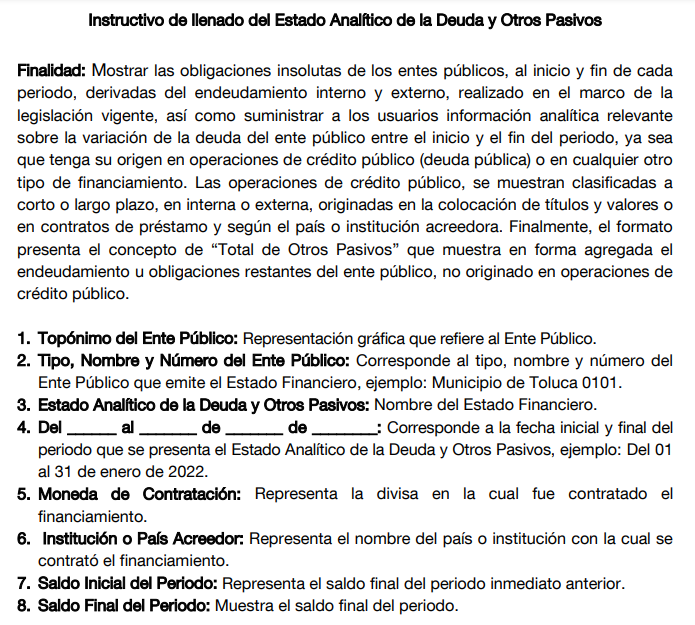 Instructivo de llenado del Estado Analítico de la Deuda y Otros Pasivos
Finalidad: Mostrar las obligaciones insolutas de los entes públicos, al inicio y fin de cada
periodo, derivadas del endeudamiento interno y externo, realizado en el marco de la
legislación vigente, así como suministrar a los usuarios información analítica relevante
sobre la variación de la deuda del ente público entre el inicio y el fin del periodo, ya sea
que tenga su origen en operaciones de crédito público (deuda pública) o en cualquier otro
tipo de financiamiento. Las operaciones de crédito público, se muestran clasificadas a
corto o largo plazo, en interna o externa, originadas en la colocación de títulos y valores o
en contratos de préstamo y según el país o institución acreedora. Finalmente, el formato
presenta el concepto de “Total de Otros Pasivos” que muestra en forma agregada el
endeudamiento u obligaciones restantes del ente público, no originado en operaciones de
crédito público.
1. Topónimo del Ente Público: Representación gráfica que refiere al Ente Público.
2. Tipo, Nombre y Número del Ente Público: Corresponde al tipo, nombre y número del
Ente Público que emite el Estado Financiero, ejemplo: Municipio de Toluca 0101.
3. Estado Analítico de la Deuda y Otros Pasivos: Nombre del Estado Financiero.
4. Del ______ al _______ de _______ de ________: Corresponde a la fecha inicial y final del
periodo que se presenta el Estado Analítico de la Deuda y Otros Pasivos, ejemplo: Del 01
al 31 de enero de 2022.
5. Moneda de Contratación: Representa la divisa en la cual fue contratado el
financiamiento.
6. Institución o País Acreedor: Representa el nombre del país o institución con la cual se
contrató el financiamiento.
7. Saldo Inicial del Periodo: Representa el saldo final del periodo inmediato anterior.
8. Saldo Final del Periodo: Muestra el saldo final del periodo.